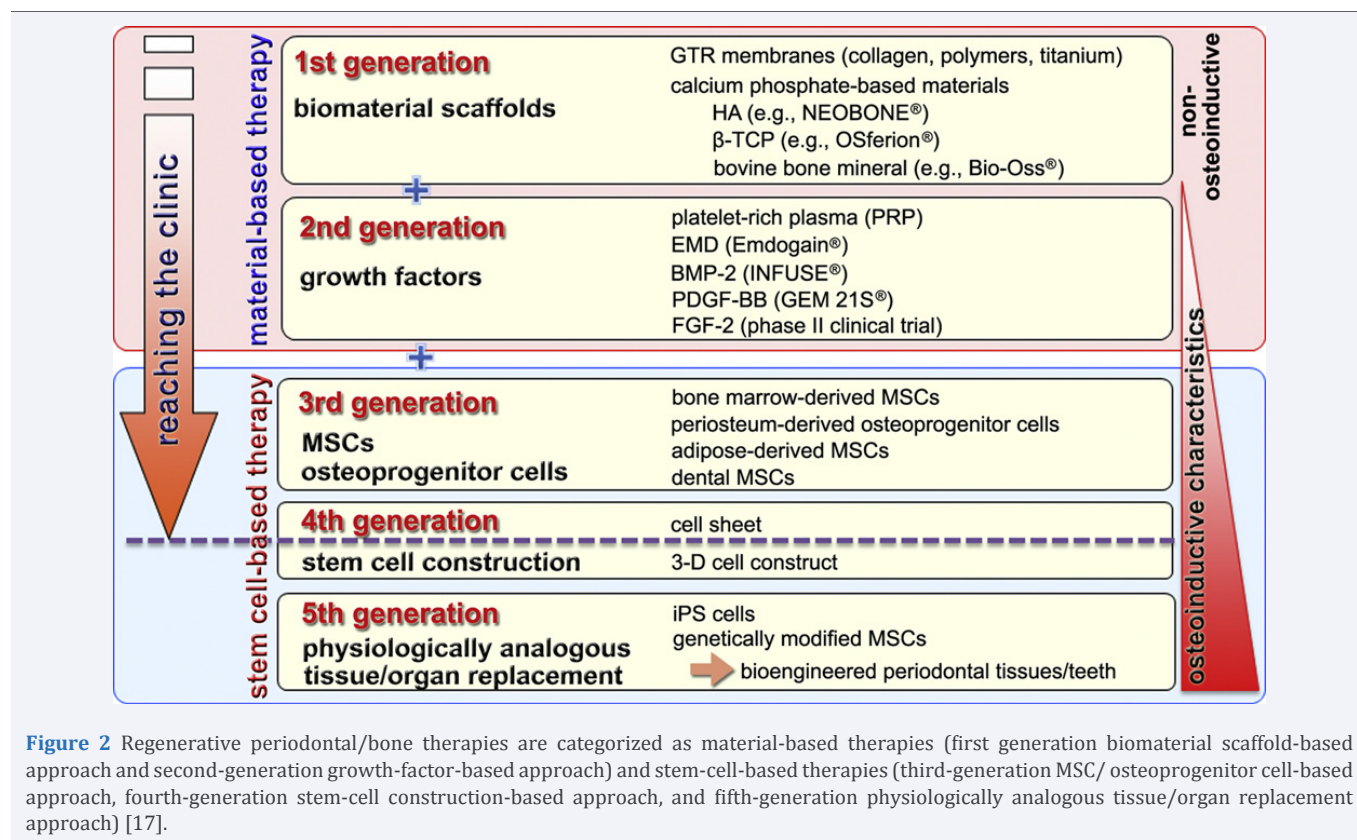 reaching the clinic
material-based therapy
1st generation
biomaterial scaffolds
GTR membranes (collagen, polymers, titanium)
calcium phosphate-based materials
HA (e.g., NEOBONE®)
β-TCP (e.g., OSferion®)
bovine bone mineral (e.g., Bio-Oss®)
non-
osteoinductive
+
2nd generation
growth factors
platelet-rich plasma (PRP)
EMD (Emdogain®)
BMP-2 (INFUSE®)
PDGF-BB (GEM 21S®)
FGF-2 (phase II clinical trial)
+
stem cell-based therapy
3rd generation
MSCs
osteoprogenitor cells
bone marrow-derived MSCs
periosteum-derived osteoprogenitor cells
adipose-derived MSCs
dental MSCs
osteoinductive characteristics
4th generation
stem cell construction
cell sheet
3-D cell construct
5th generation
physiologically analogous
tissue/organ replacement
iPS cells
genetically modified MSCs
bioengineered periodontal tissues/teeth
Figure 2 Regenerative periodontal/bone therapies are categorized as material-based therapies (first generation biomaterial scaffold-based
approach and second-generation growth-factor-based approach) and stem-cell-based therapies (third-generation MSC/ osteoprogenitor cell-based
approach, fourth-generation stem-cell construction-based approach, and fifth-generation physiologically analogous tissue/organ replacement
approach) [17].